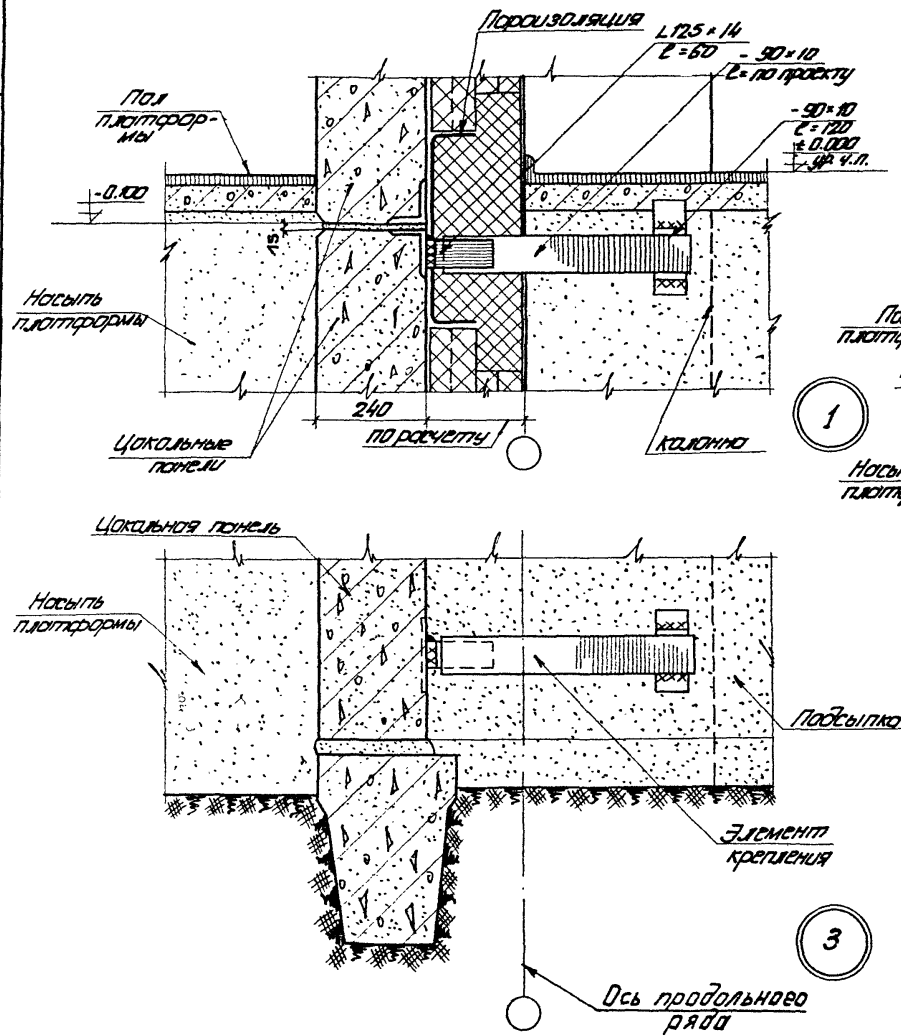 Пароизоляция
L125×14
ℓ=60
-90×10
ℓ=по проекту
Пол
платфор-
мы
-90×10
ℓ=120
±0.000
ур.ч.п.
-0.100
15
Насыпь
платформы
240
по расчету
Цокольные
панели
колонна
1
Цокольная панель
Насыпь
платформы
Подсыпка
Элемент
крепления
3
Ось продольного
ряда